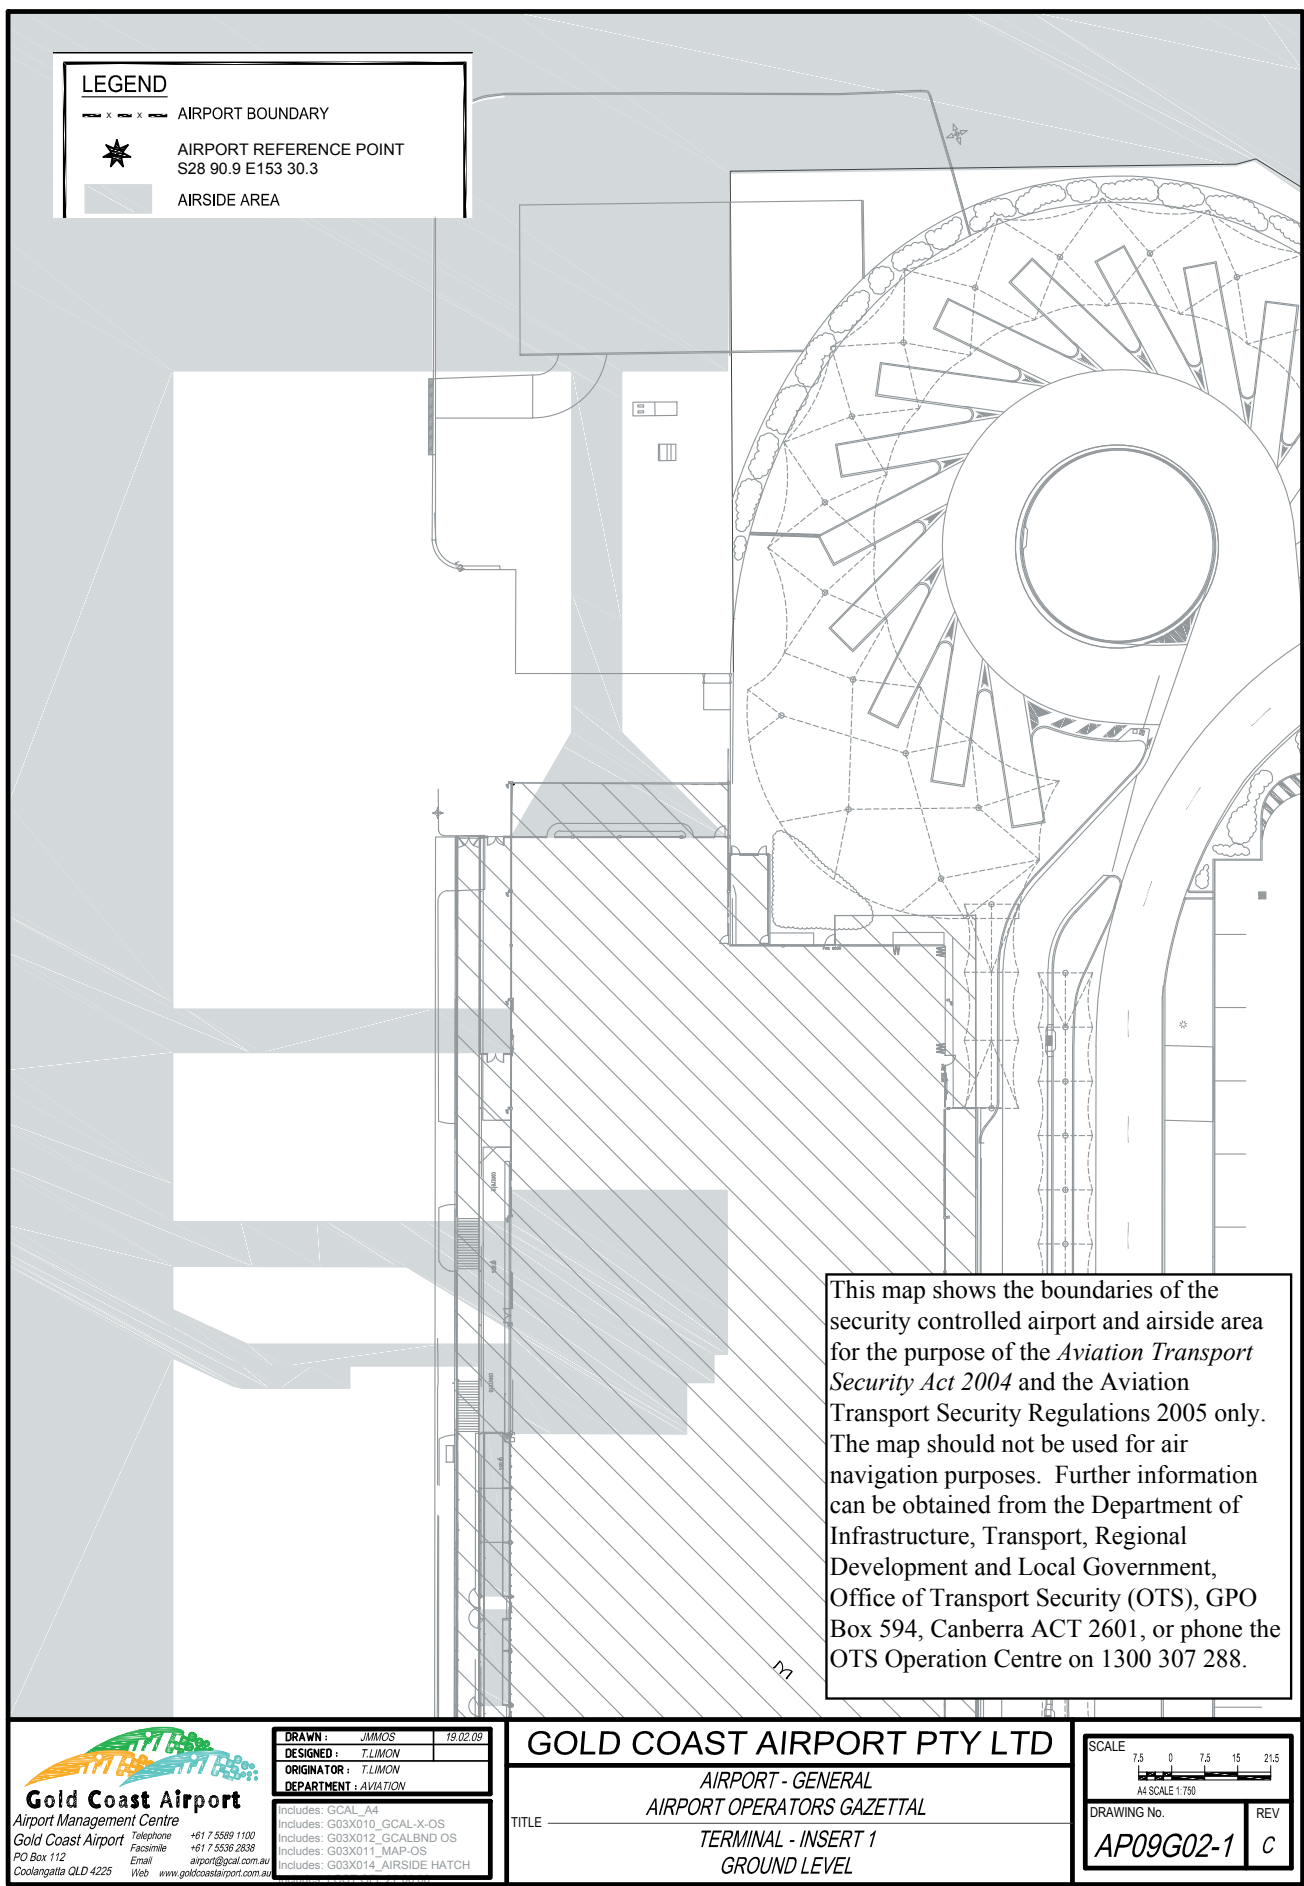 LEGEND
AIRPORT BOUNDARY
AIRPORT REFERENCE POINT
S28 90.9 E153 30.3
AIRSIDE AREA
This map shows the boundaries of the
security controlled airport and airside area
for the purpose of the Aviation Transport
Security Act 2004 and the Aviation
Transport Security Regulations 2005 only.
The map should not be used for air
navigation purposes. Further information
can be obtained from the Department of
Infrastructure, Transport, Regional
Development and Local Government,
Office of Transport Security (OTS), GPO
Box 594, Canberra ACT 2601, or phone the
OTS Operation Centre on 1300 307 288.
Gold Coast Airport
Airport Management Centre
Gold Coast Airport
PO Box 112
Coolangatta QLD 4225
Telephone +61 7 5589 1100
Facsimile +61 7 5536 2838
Email airport@gcal.com.au
Web www.goldcoastairport.com.au
DRAWN : JMMOS 19.02.09
DESIGNED : T.LIMON
ORIGINATOR : T.LIMON
DEPARTMENT : AVIATION
Includes: GCAL_A4
Includes: G03X010_GCAL-X-OS
Includes: G03X012_GCALBND OS
Includes: G03X011_MAP-OS
Includes: G03X014_AIRSIDE HATCH
GOLD COAST AIRPORT PTY LTD
TITLE
AIRPORT - GENERAL
AIRPORT OPERATORS GAZETTAL
TERMINAL - INSERT 1
GROUND LEVEL
SCALE
7.5 0 7.5 15 21.5
A4 SCALE 1:750
DRAWING No.
AP09G02-1
REV
C